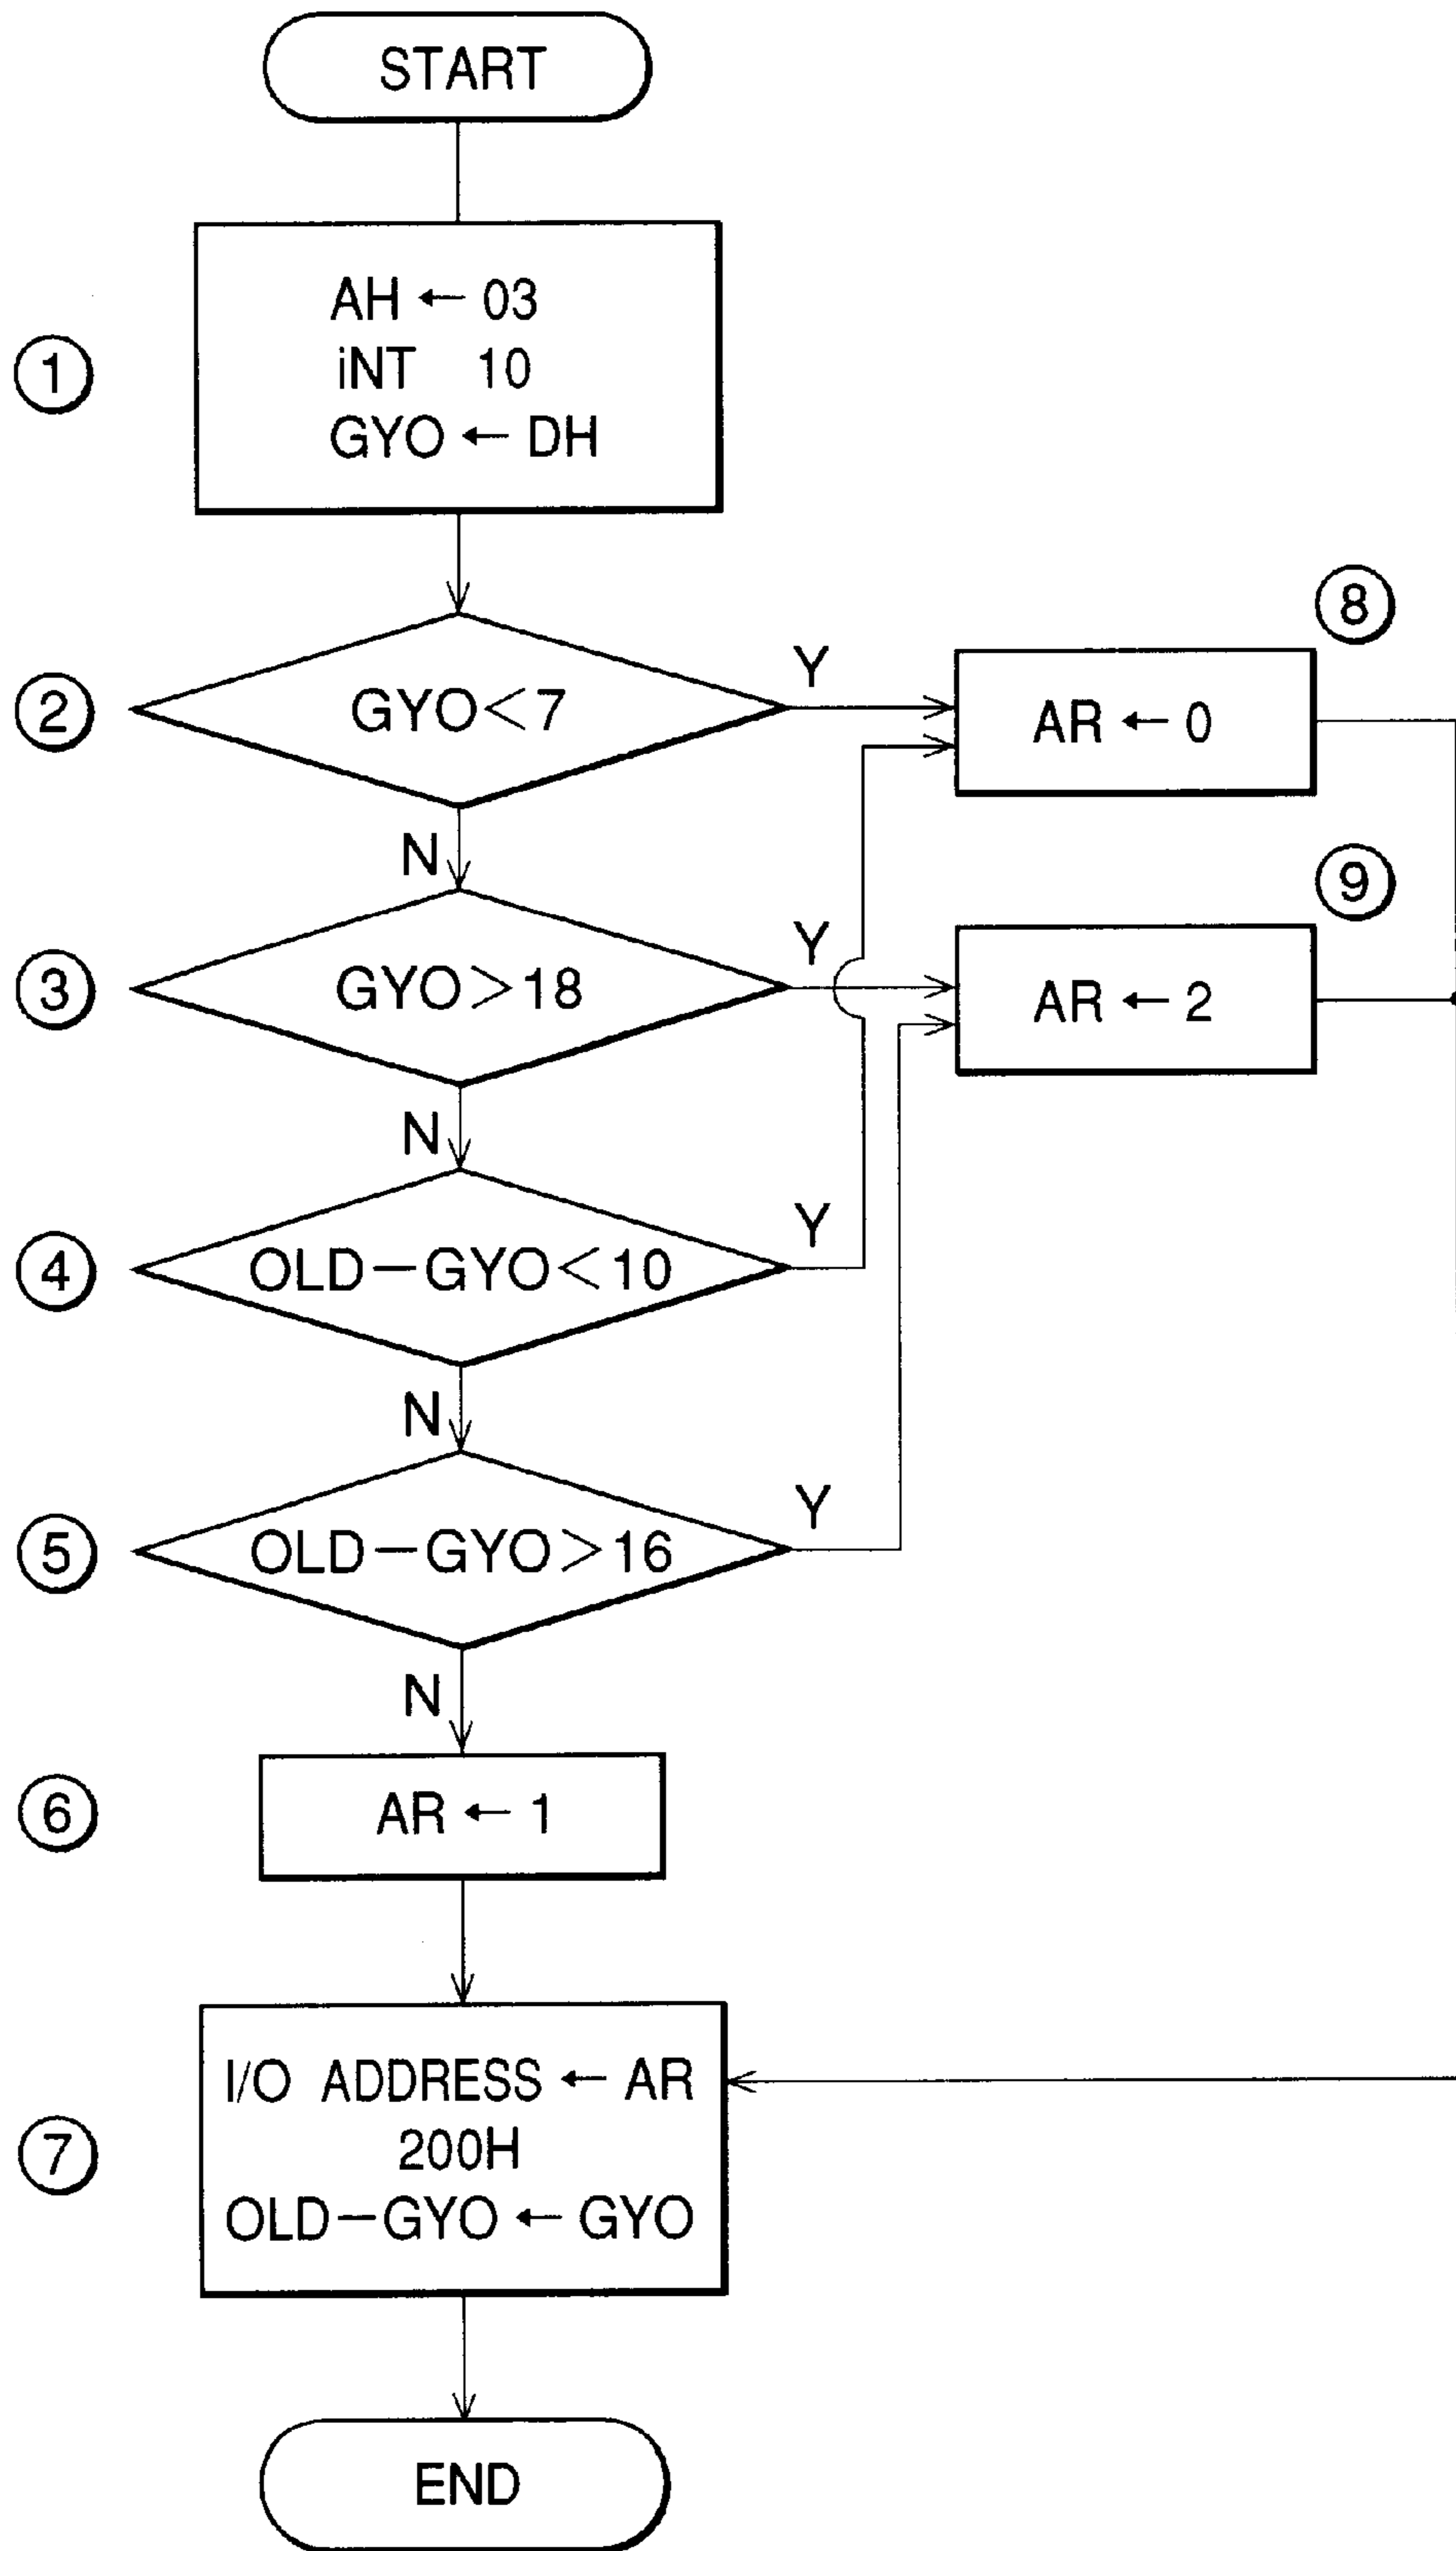 START
① AH ← 03
iNT 10
GYO ← DH
② GYO<7
Y
⑧
AR ← 0
N
③ GYO>18
Y
⑨
AR ← 2
N
④ OLD−GYO<10
Y
N
⑤ OLD−GYO>16
Y
N
⑥ AR ← 1
⑦ I/O ADDRESS ← AR
200H
OLD−GYO ← GYO
END